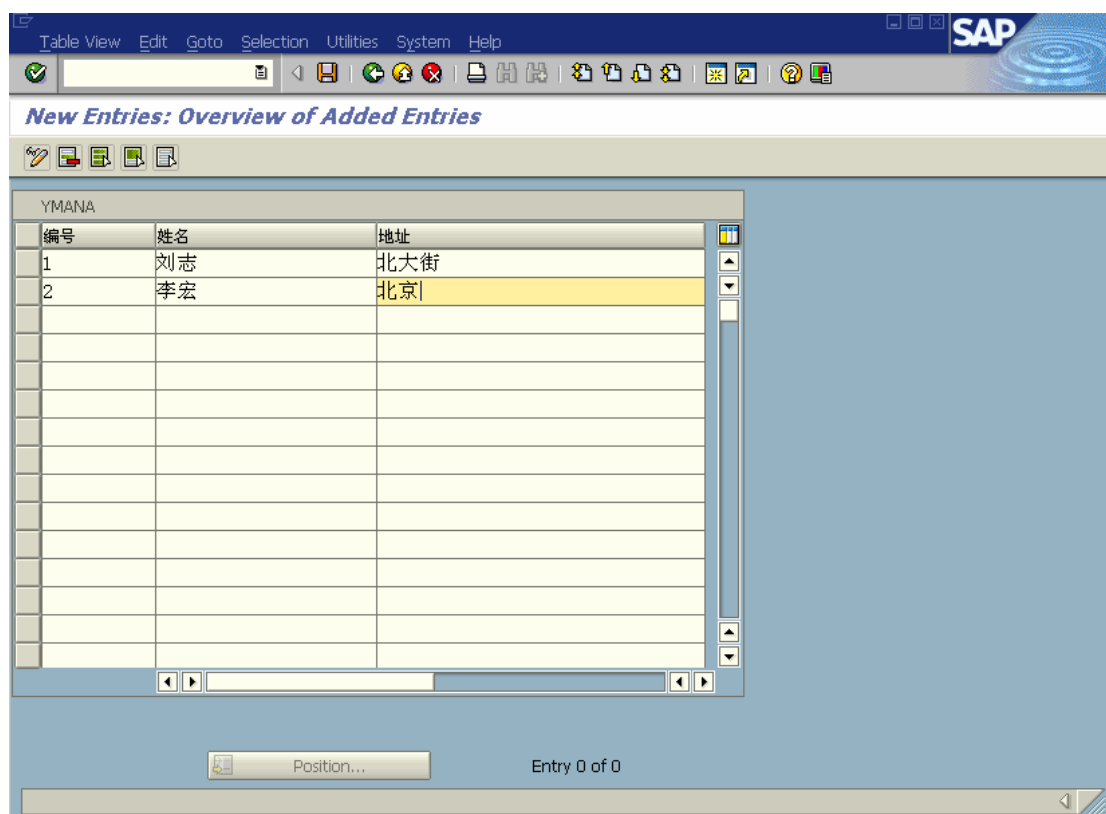 Table View Edit Goto Selection Utilities System Help
SAP
New Entries: Overview of Added Entries
YMANA
编号 姓名 地址
1 刘志 北大街
2 李宏 北京
Position... Entry 0 of 0